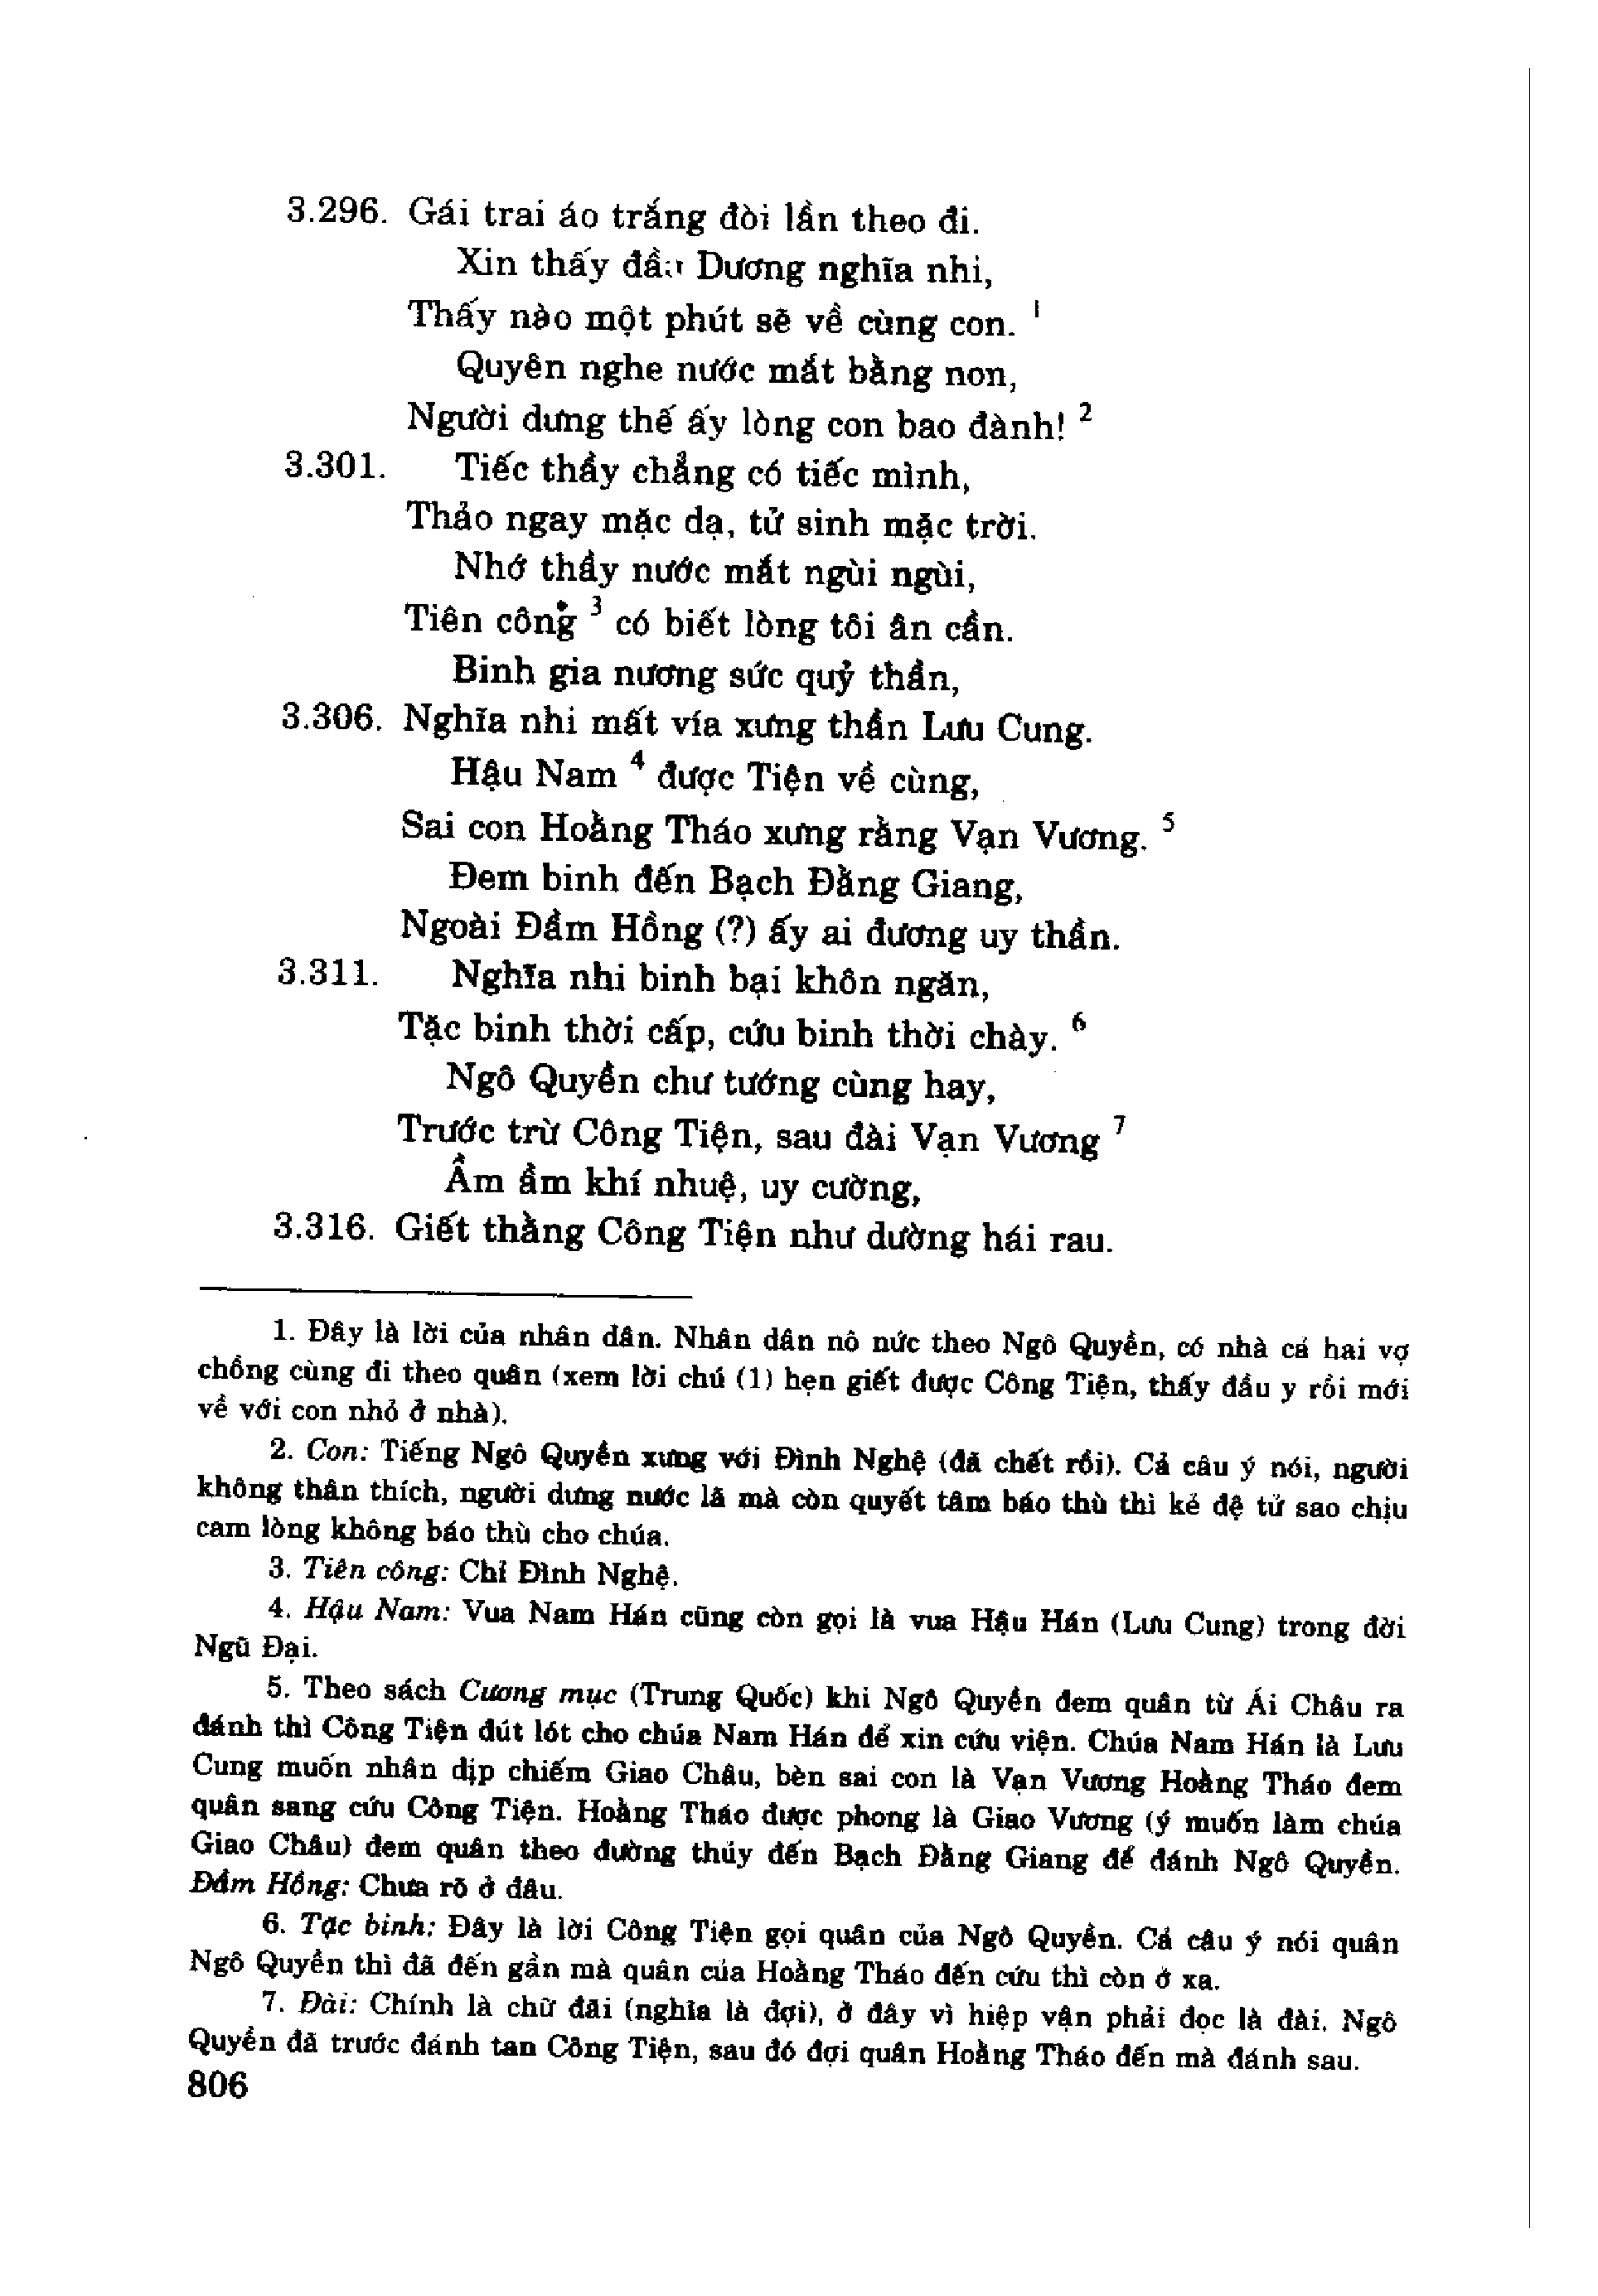 3.296. Gái trai áo trắng đòi lần theo đi.
Xin thấy đầu Dương nghĩa nhi,
Thấy nào một phút sẽ về cùng con. 1
Quyên nghe nước mắt bằng non,
Người dưng thế ấy lòng con bao đành! 2
3.301. Tiếc thầy chẳng có tiếc mình,
Thảo ngay mặc dạ, tử sinh mặc trời.
Nhớ thầy nước mắt ngùi ngùi,
Tiên công 3 có biết lòng tôi ân cần.
Binh gia nương sức quỷ thần,
3.306. Nghĩa nhi mất vía xưng thần Lưu Cung.
Hậu Nam 4 được Tiện về cùng,
Sai con Hoằng Tháo xưng rằng Vạn Vương. 5
Đem binh đến Bạch Đằng Giang,
Ngoài Đầm Hồng (?) ấy ai đương uy thần.
3.311. Nghĩa nhi binh bại khôn ngăn,
Tặc binh thời cấp, cứu binh thời chày. 6
Ngô Quyền chư tướng cùng hay,
Trước trừ Công Tiện, sau đài Vạn Vương 7
Ầm ầm khí nhuệ, uy cường,
3.316. Giết thằng Công Tiện như dường hái rau.
1. Đây là lời của nhân dân. Nhân dân nô nức theo Ngô Quyền, có nhà cả hai vợ
chồng cùng đi theo quân (xem lời chú (1) hẹn giết được Công Tiện, thấy đầu y rồi mới
về với con nhỏ ở nhà).
2. Con: Tiếng Ngô Quyền xưng với Đình Nghệ (đã chết rồi). Cả câu ý nói, người
không thân thích, người dưng nước lã mà còn quyết tâm báo thù thì kẻ đệ tử sao chịu
cam lòng không báo thù cho chúa.
3. Tiên công: Chỉ Đình Nghệ.
4. Hậu Nam: Vua Nam Hán cũng còn gọi là vua Hậu Hán (Lưu Cung) trong đời
Ngũ Đại.
5. Theo sách Cương mục (Trung Quốc) khi Ngô Quyền đem quân từ Ái Châu ra
đánh thì Công Tiện đút lót cho chúa Nam Hán để xin cứu viện. Chúa Nam Hán là Lưu
Cung muốn nhân dịp chiếm Giao Châu, bèn sai con là Vạn Vương Hoằng Tháo đem
quân sang cứu Công Tiện. Hoằng Tháo được phong là Giao Vương (ý muốn làm chúa
Giao Châu) đem quân theo đường thủy đến Bạch Đằng Giang để đánh Ngô Quyền.
Đầm Hồng: Chưa rõ ở đâu.
6. Tặc binh: Đây là lời Công Tiện gọi quân của Ngô Quyền. Cả câu ý nói quân
Ngô Quyền thì đã đến gần mà quân của Hoằng Tháo đến cứu thì còn ở xa.
7. Đài: Chính là chữ đãi (nghĩa là đợi), ở đây vì hiệp vận phải đọc là đài. Ngô
Quyền đã trước đánh tan Công Tiện, sau đó đợi quân Hoằng Tháo đến mà đánh sau.
806